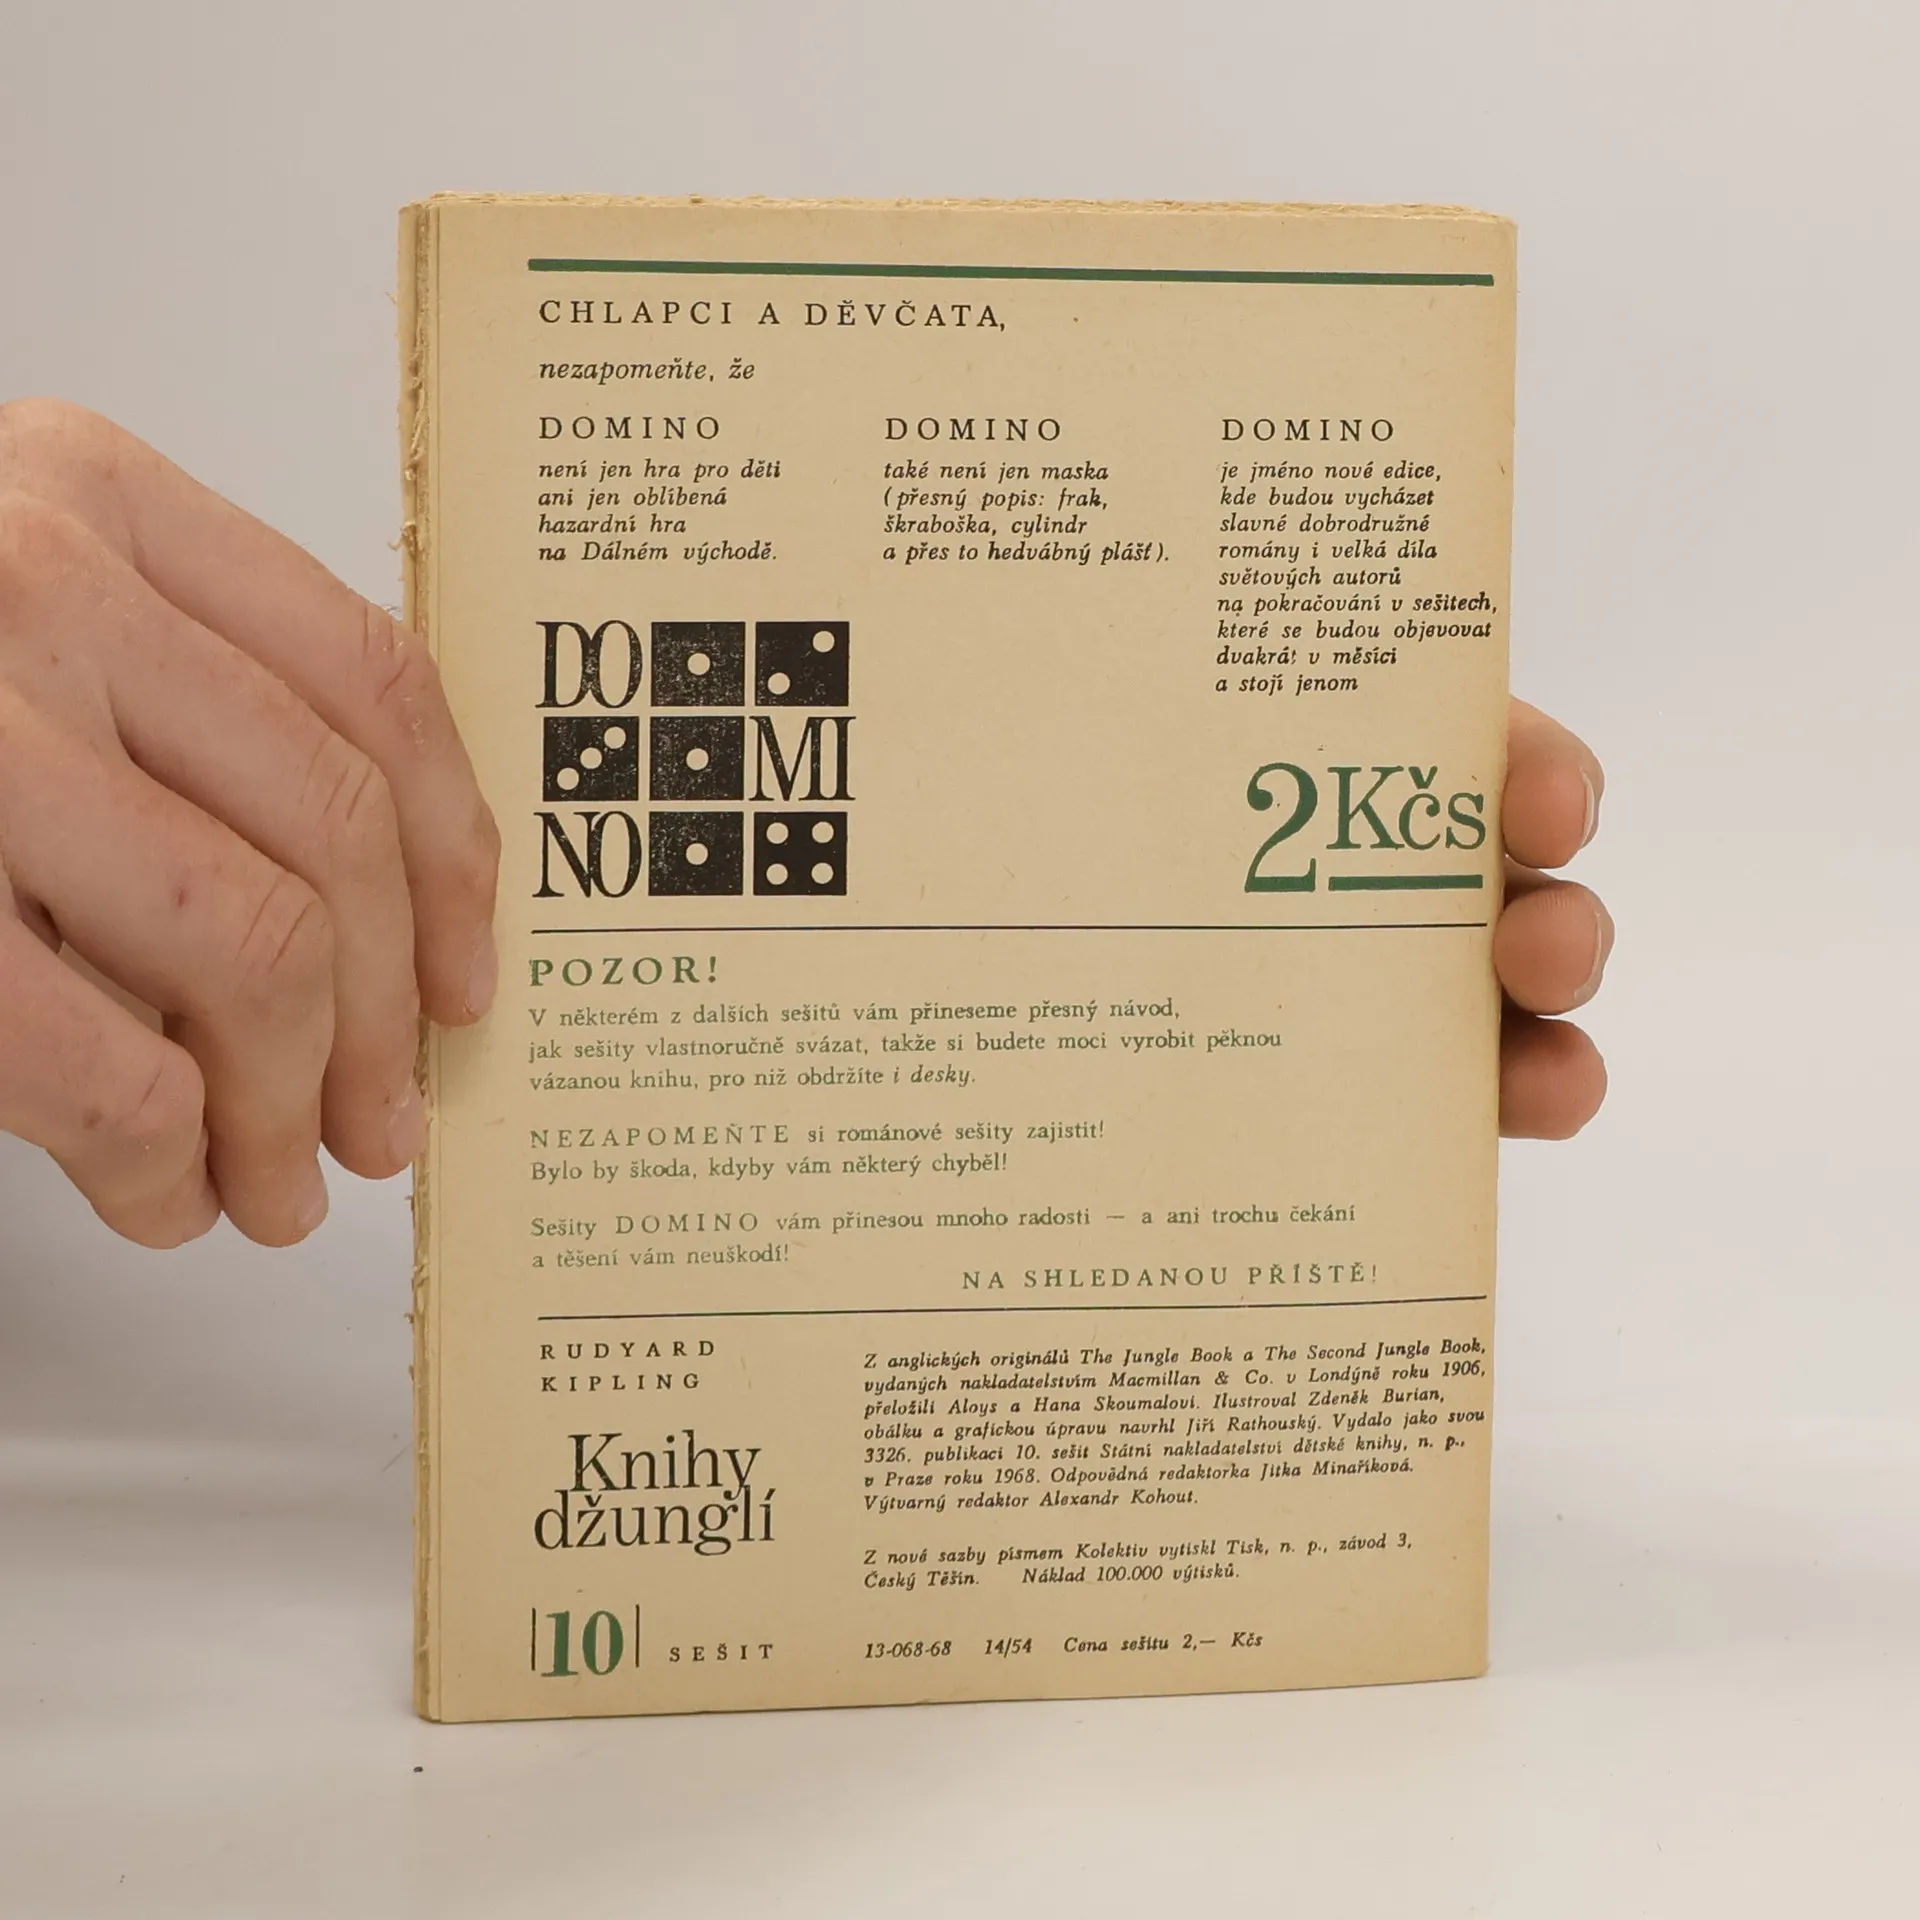 CHLAPCI A DĚVČATA,
nezapomeňte, že
DOMINO
není jen hra pro děti
ani jen oblíbená
hazardní hra
na Dálném východě.
DOMINO
také není jen maska
(přesný popis: frak,
škraboška, cylindr
a přes to hedvábný plášť).
DOMINO
je jméno nové edice,
kde budou vycházet
slavné dobrodružné
romány i velká díla
světových autorů
na pokračování v sešitech,
které se budou objevovat
dvakrát v měsíci
a stojí jenom
DO
MI
NO
2Kčs
POZOR!
V některém z dalších sešitů vám přineseme přesný návod,
jak sešity vlastnoručně svázat, takže si budete moci vyrobit pěknou
vázanou knihu, pro niž obdržíte i desky.
NEZAPOMEŇTE si románové sešity zajistit!
Bylo by škoda, kdyby vám některý chyběl!
Sešity DOMINO vám přinesou mnoho radosti — a ani trochu čekání
a těšení vám neuškodí!
NA SHLEDANOU PŘÍŠTĚ!
RUDYARD
KIPLING
Knihy
džunglí
|10| SEŠIT
Z anglických originálů The Jungle Book a The Second Jungle Book,
vydaných nakladatelstvím Macmillan & Co. v Londýně roku 1906,
přeložili Aloys a Hana Skoumalovi. Ilustroval Zdeněk Burian,
obálku a grafickou úpravu navrhl Jiří Rathouský. Vydalo jako svou
3326. publikaci 10. sešit Státní nakladatelství dětské knihy, n. p.,
v Praze roku 1968. Odpovědná redaktorka Jitka Minaříková.
Výtvarný redaktor Alexandr Kohout.
Z nové sazby písmem Kolektiv vytiskl Tisk, n. p., závod 3,
Český Těšín. Náklad 100.000 výtisků.
13-068-68 14/54 Cena sešitu 2,— Kčs